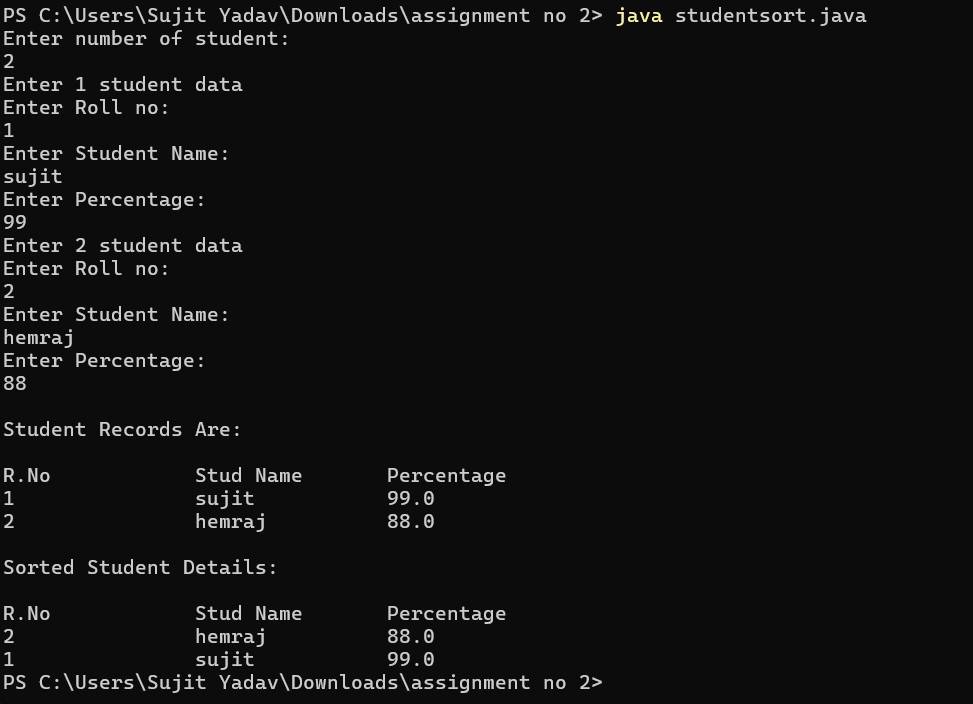 PS C:\Users\Sujit Yadav\Downloads\assignment no 2> java studentsort.java
Enter number of student:
2
Enter 1 student data
Enter Roll no:
1
Enter Student Name:
sujit
Enter Percentage:
99
Enter 2 student data
Enter Roll no:
2
Enter Student Name:
hemraj
Enter Percentage:
88
Student Records Are:
R.No Stud Name Percentage
1 sujit 99.0
2 hemraj 88.0
Sorted Student Details:
R.No Stud Name Percentage
2 hemraj 88.0
1 sujit 99.0
PS C:\Users\Sujit Yadav\Downloads\assignment no 2>